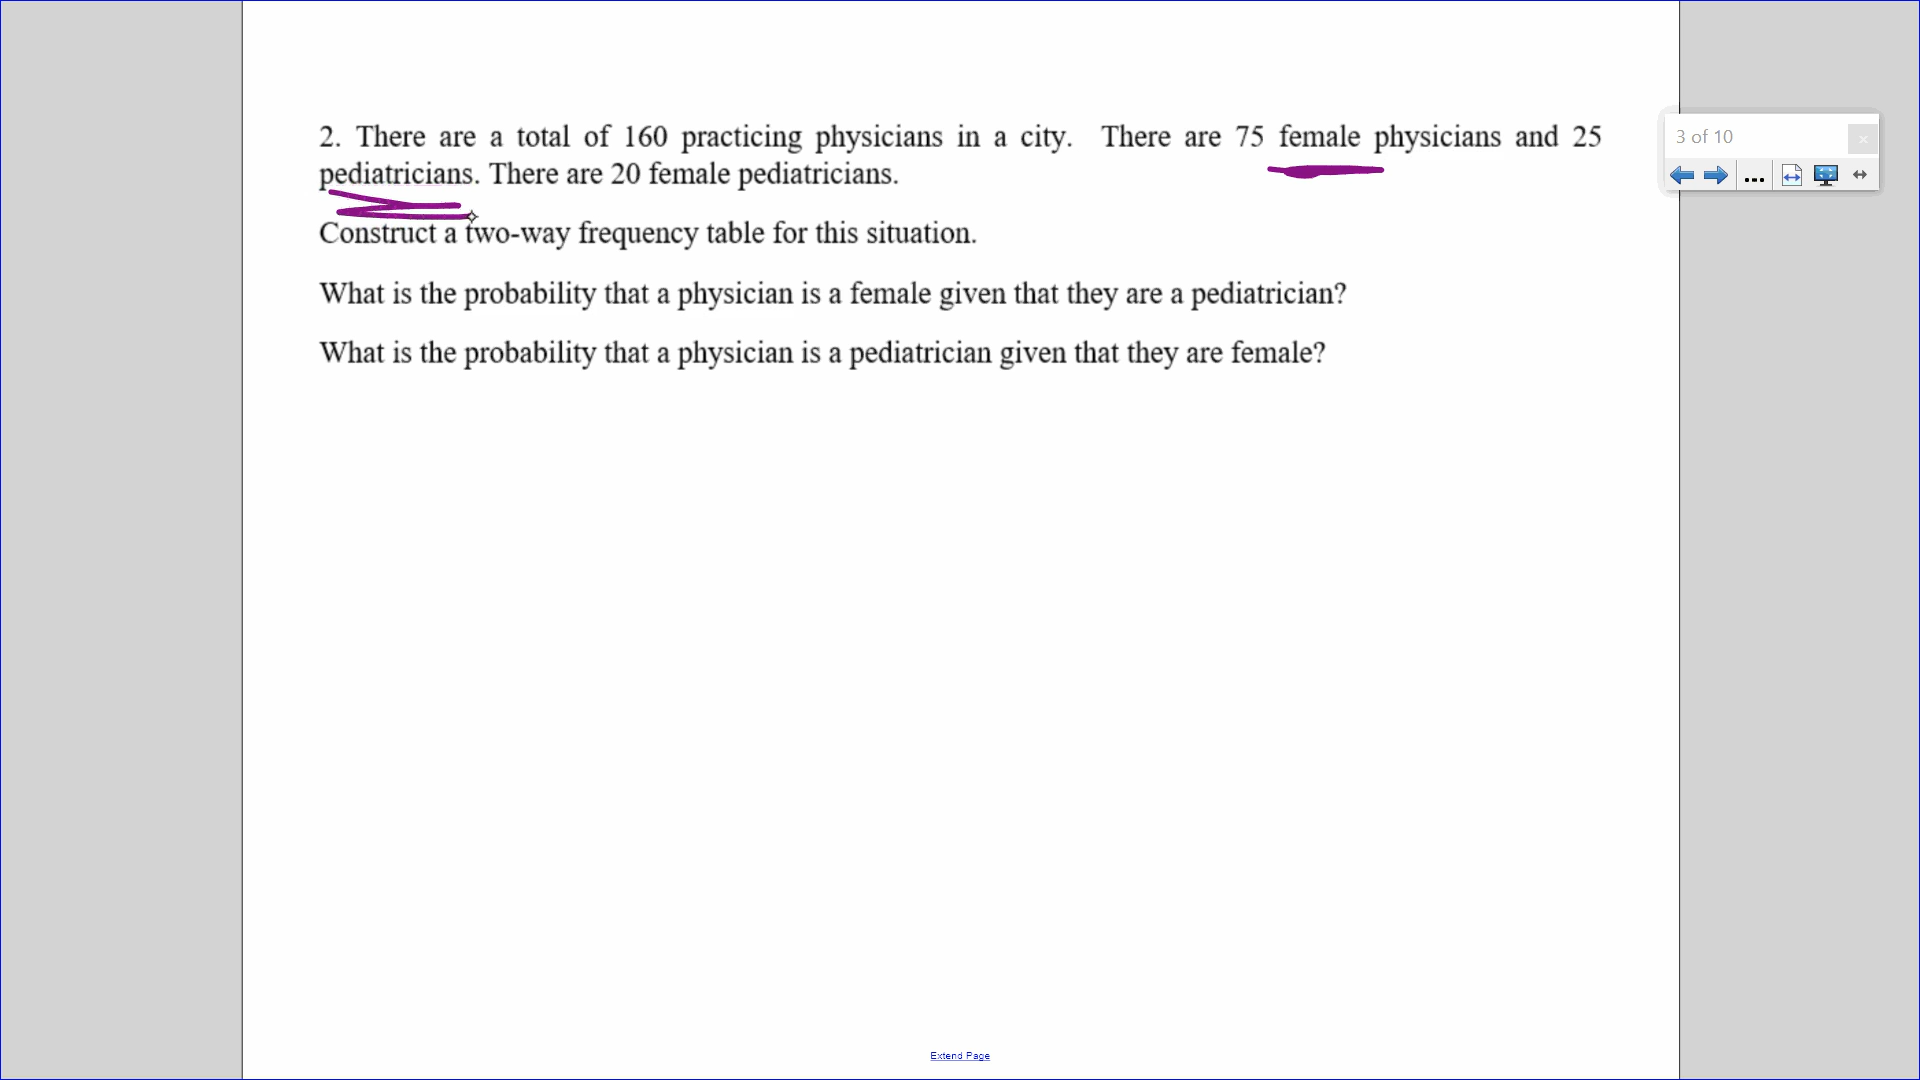 2. There are a total of 160 practicing physicians in a city. There are 75 female physicians and 25
pediatricians. There are 20 female pediatricians.
Construct a two-way frequency table for this situation.
What is the probability that a physician is a female given that they are a pediatrician?
What is the probability that a physician is a pediatrician given that they are female?
3 of 10
Extend Page